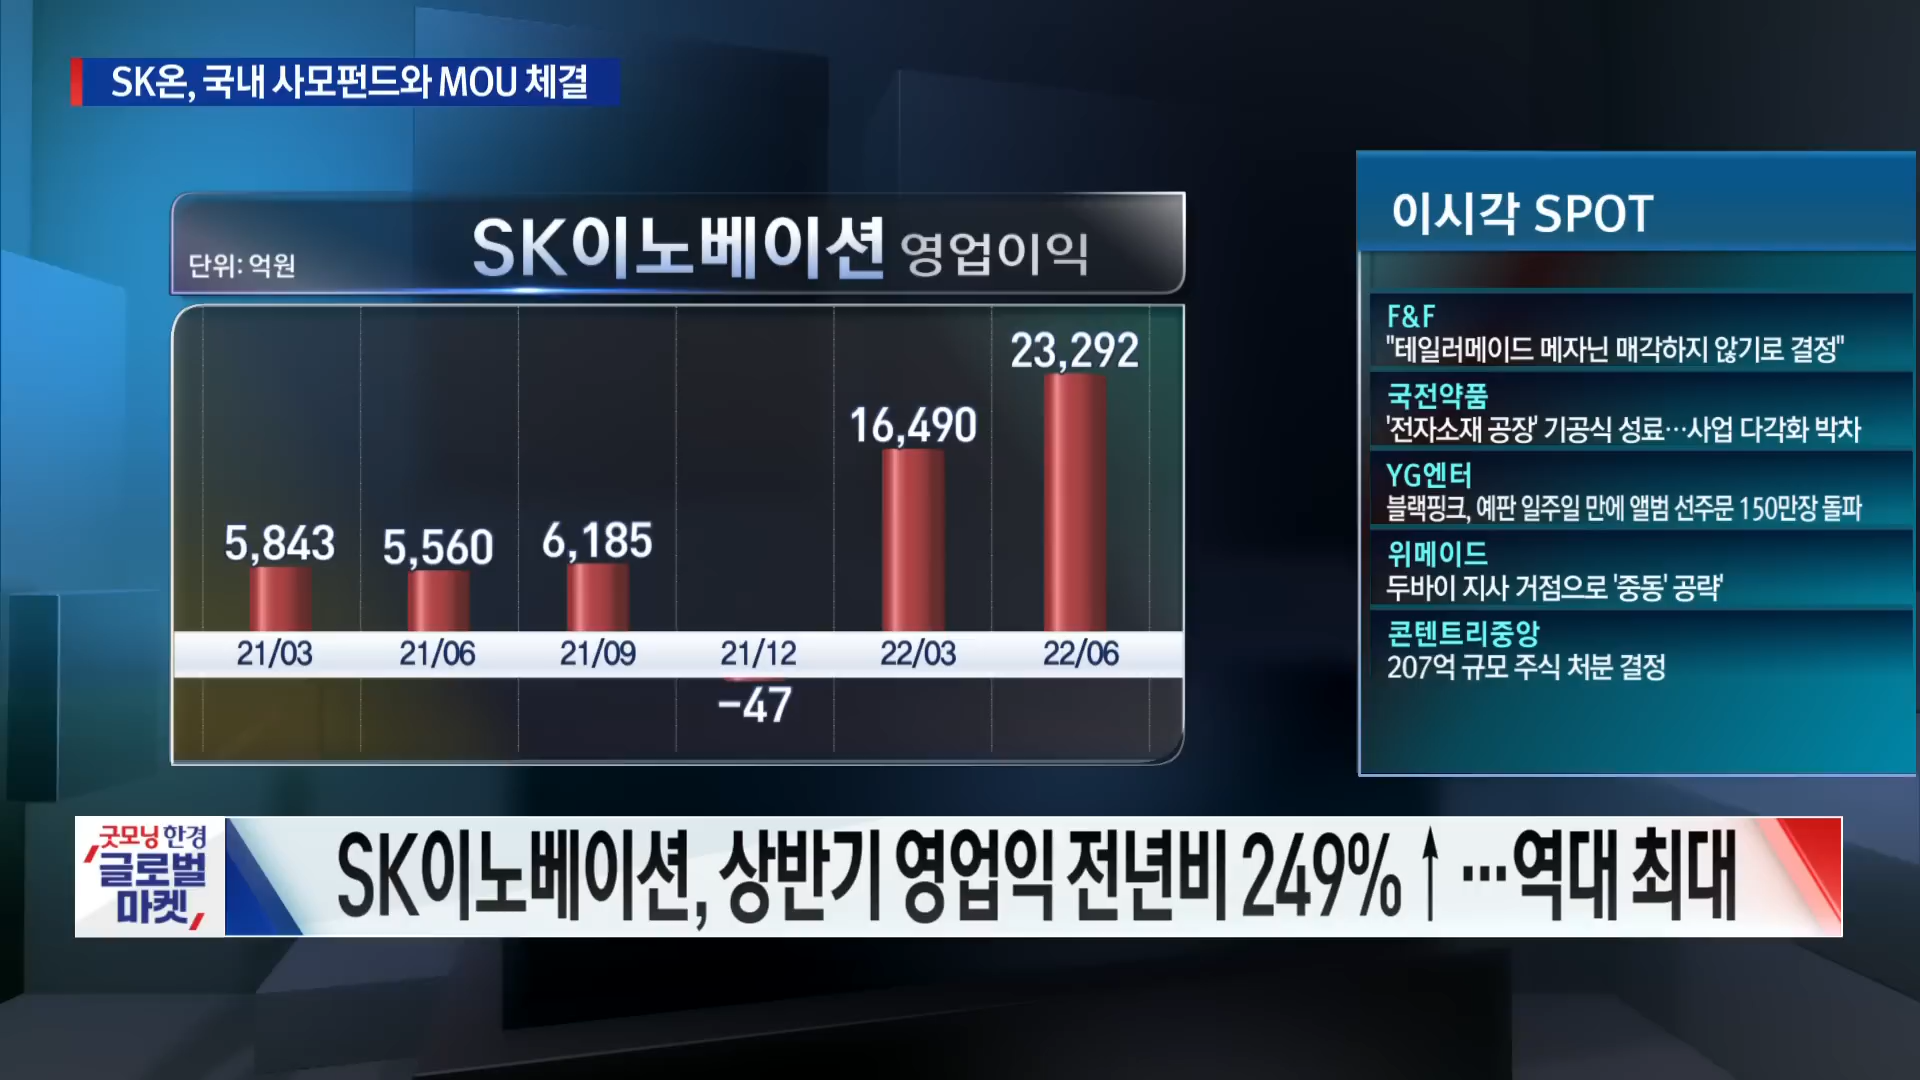 SK온, 국내 사모펀드와 MOU 체결
단위: 억원
SK이노베이션 영업이익
23,292
16,490
5,843
5,560
6,185
21/03
21/06
21/09
21/12
22/03
22/06
-47
이시각 SPOT
F&F
"테일러메이드 메자닌 매각하지 않기로 결정"
국전약품
'전자소재 공장' 기공식 성료…사업 다각화 박차
YG엔터
블랙핑크, 예판 일주일 만에 앨범 선주문 150만장 돌파
위메이드
두바이 지사 거점으로 '중동' 공략'
콘텐트리중앙
207억 규모 주식 처분 결정
굿모닝 한경
글로벌
마켓
SK이노베이션, 상반기 영업익 전년비 249%↑…역대 최대